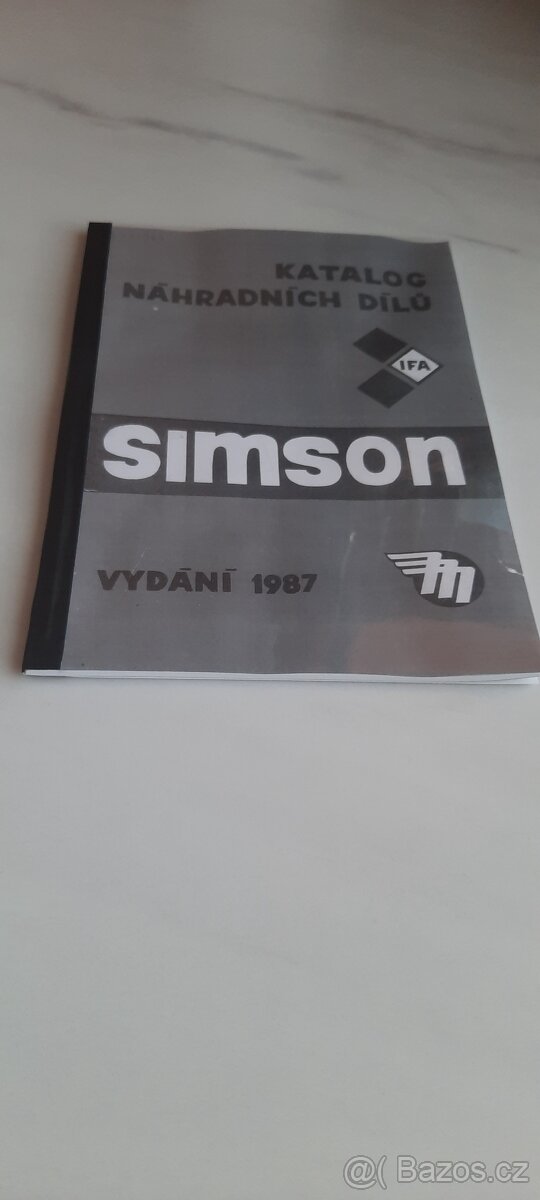 KATALOG
NÁHRADNÍCH DÍLŮ
IFA
SIMSON
VYDÁNÍ 1987
M
@( Bazos.cz